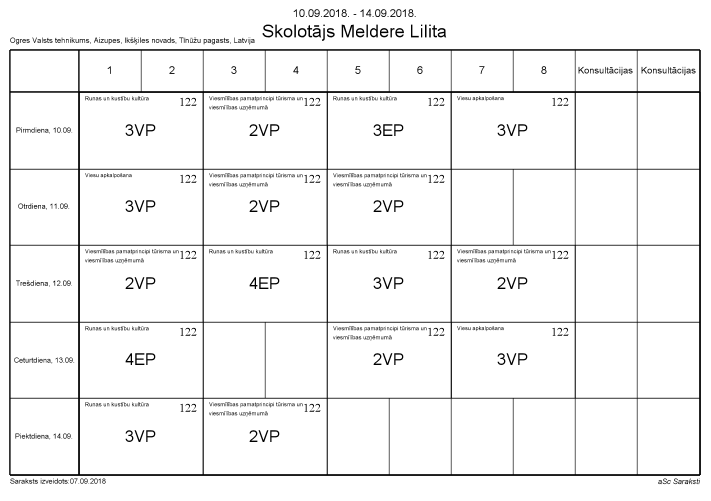 10.09.2018. - 14.09.2018.
Skolotājs Meldere Lilita
Ogres Valsts tehnikums, Aizupes, Ikšķiles novads, Tīnūžu pagasts, Latvija
1 2 3 4 5 6 7 8 Konsultācijas Konsultācijas
Pirmdiena, 10.09.
Runas un kustību kultūra 122
3VP
Viesmīlības pamatprincipi tūrisma un 122
viesmīlības uzņēmumā
2VP
Runas un kustību kultūra 122
3EP
Viesu apkalpošana 122
3VP
Otrdiena, 11.09.
Viesu apkalpošana 122
3VP
Viesmīlības pamatprincipi tūrisma un 122
viesmīlības uzņēmumā
2VP
Viesmīlības pamatprincipi tūrisma un 122
viesmīlības uzņēmumā
2VP
Trešdiena, 12.09.
Viesmīlības pamatprincipi tūrisma un 122
viesmīlības uzņēmumā
2VP
Runas un kustību kultūra 122
4EP
Runas un kustību kultūra 122
3VP
Viesmīlības pamatprincipi tūrisma un 122
viesmīlības uzņēmumā
2VP
Ceturtdiena, 13.09.
Runas un kustību kultūra 122
4EP
Viesmīlības pamatprincipi tūrisma un 122
viesmīlības uzņēmumā
2VP
Viesu apkalpošana 122
3VP
Piektdiena, 14.09.
Runas un kustību kultūra 122
3VP
Viesmīlības pamatprincipi tūrisma un 122
viesmīlības uzņēmumā
2VP
Saraksts izveidots:07.09.2018
aSc Saraksti